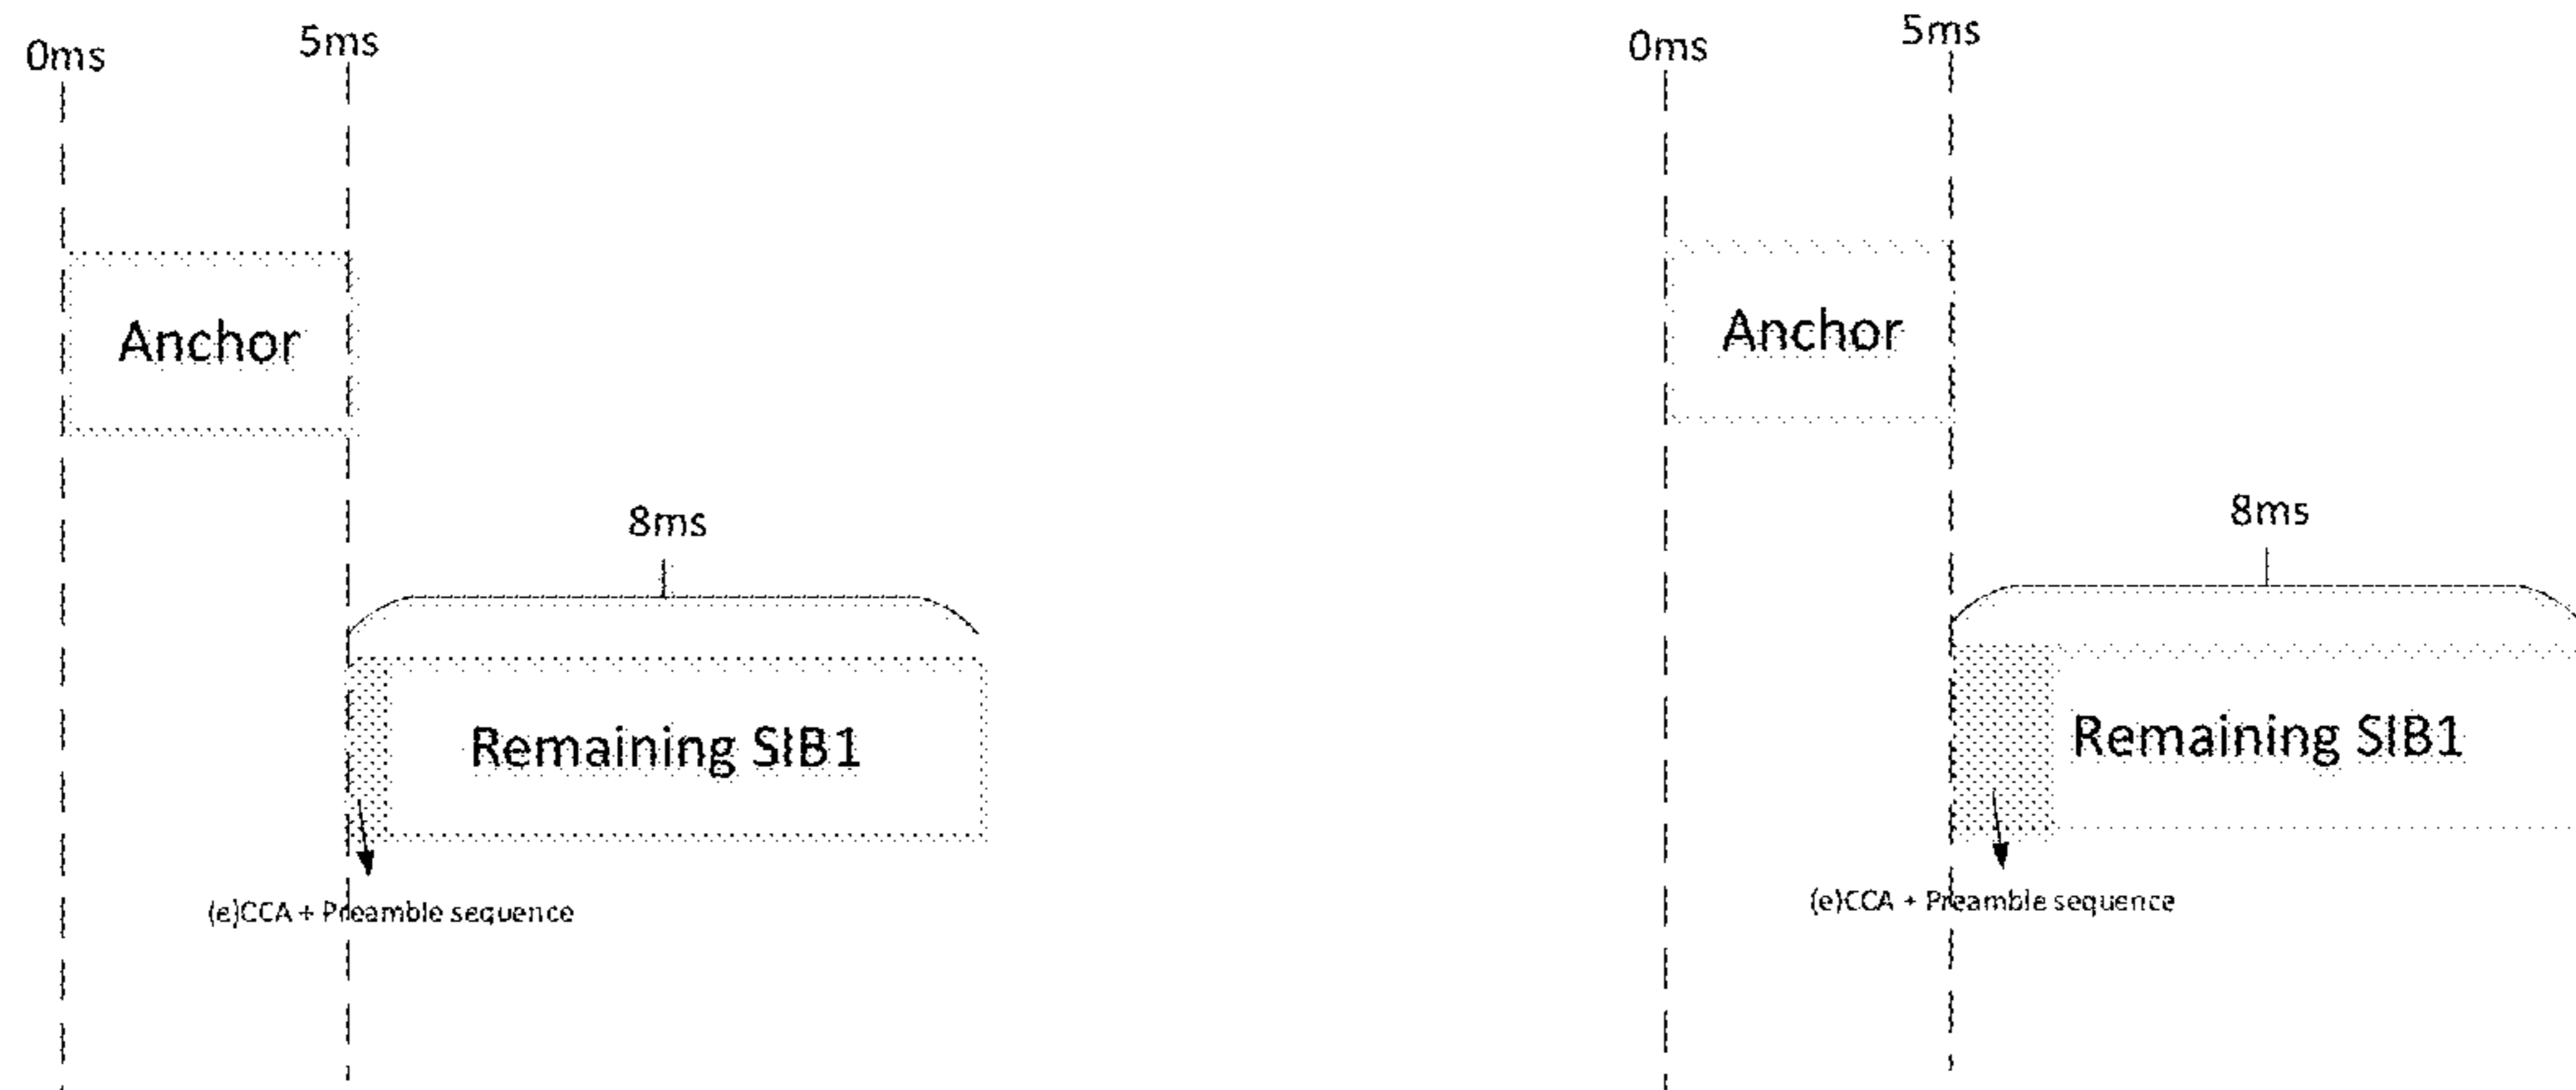 0ms
5ms
Anchor
8ms
Remaining SIB1
(e)CCA + Preamble sequence
0ms
5ms
Anchor
8ms
Remaining SIB1
(e)CCA + Preamble sequence